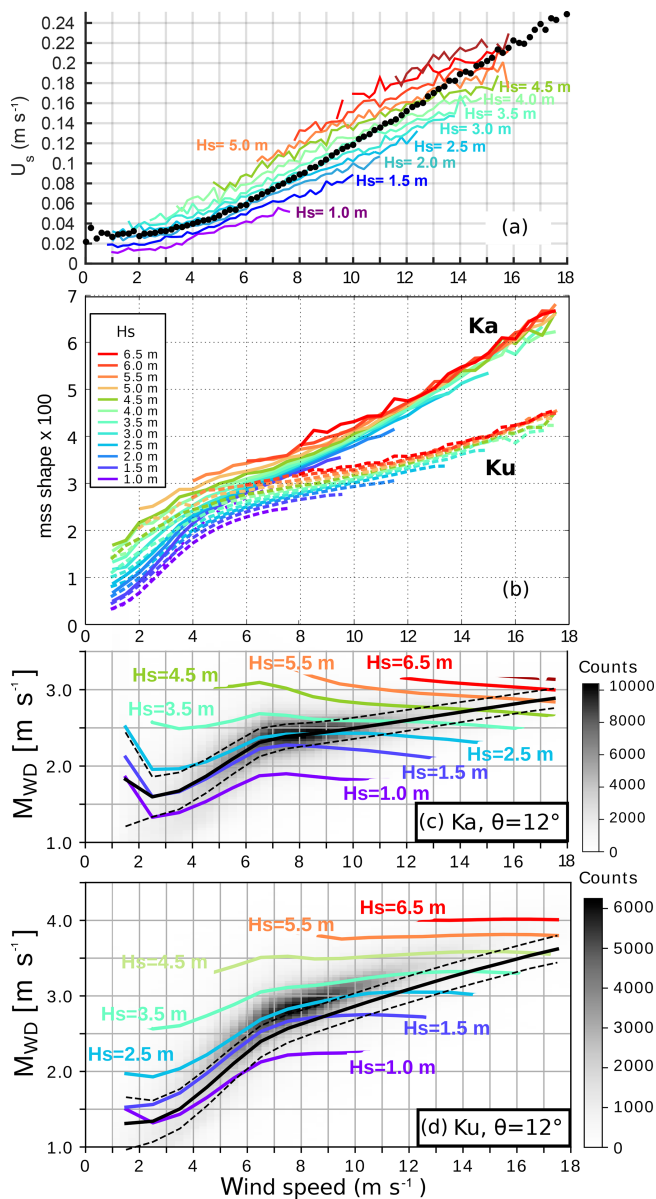 0.24
0.22
0.2
0.18
0.16
0.14
0.12
0.1
0.08
0.06
0.04
0.02
0
U_s (m s⁻¹)
Hs= 5.0 m
Hs= 4.5 m
Hs= 4.0 m
Hs= 3.5 m
Hs= 3.0 m
Hs= 2.5 m
Hs= 2.0 m
Hs= 1.5 m
Hs= 1.0 m
(a)
0 2 4 6 8 10 12 14 16 18
7
6
5
4
3
2
1
0
mss shape x 100
Hs
6.5 m
6.0 m
5.5 m
5.0 m
4.5 m
4.0 m
3.5 m
3.0 m
2.5 m
2.0 m
1.5 m
1.0 m
Ka
Ku
(b)
0 2 4 6 8 10 12 14 16 18
3.0
2.0
1.0
M_WD [m s⁻¹]
Hs=4.5 m
Hs=5.5 m
Hs=6.5 m
Hs=3.5 m
Hs=2.5 m
Hs=1.5 m
Hs=1.0 m
(c) Ka, θ=12°
0 2 4 6 8 10 12 14 16 18
Counts
10000
8000
6000
4000
2000
0
4.0
3.0
2.0
1.0
M_WD [m s⁻¹]
Hs=6.5 m
Hs=5.5 m
Hs=4.5 m
Hs=3.5 m
Hs=2.5 m
Hs=1.5 m
Hs=1.0 m
(d) Ku, θ=12°
0 2 4 6 8 10 12 14 16 18
Wind speed (m s⁻¹)
Counts
6000
5000
4000
3000
2000
1000
0